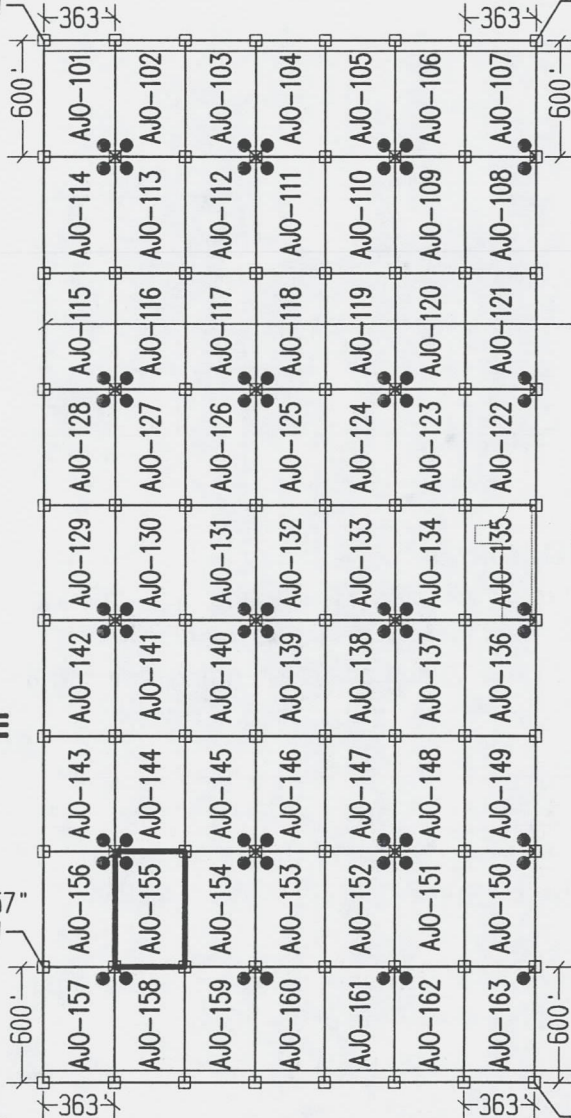 363' 363'
600' 600'
AJO-101 AJO-102 AJO-103 AJO-104 AJO-105 AJO-106 AJO-107
AJO-114 AJO-113 AJO-112 AJO-111 AJO-110 AJO-109 AJO-108
AJO-115 AJO-116 AJO-117 AJO-118 AJO-119 AJO-120 AJO-121
AJO-128 AJO-127 AJO-126 AJO-125 AJO-124 AJO-123 AJO-122
AJO-129 AJO-130 AJO-131 AJO-132 AJO-133 AJO-134 AJO-135
AJO-142 AJO-141 AJO-140 AJO-139 AJO-138 AJO-137 AJO-136
AJO-143 AJO-144 AJO-145 AJO-146 AJO-147 AJO-148 AJO-149
AJO-156 AJO-155 AJO-154 AJO-153 AJO-152 AJO-151 AJO-150
AJO-157 AJO-158 AJO-159 AJO-160 AJO-161 AJO-162 AJO-163
600' 600'
363' 363'